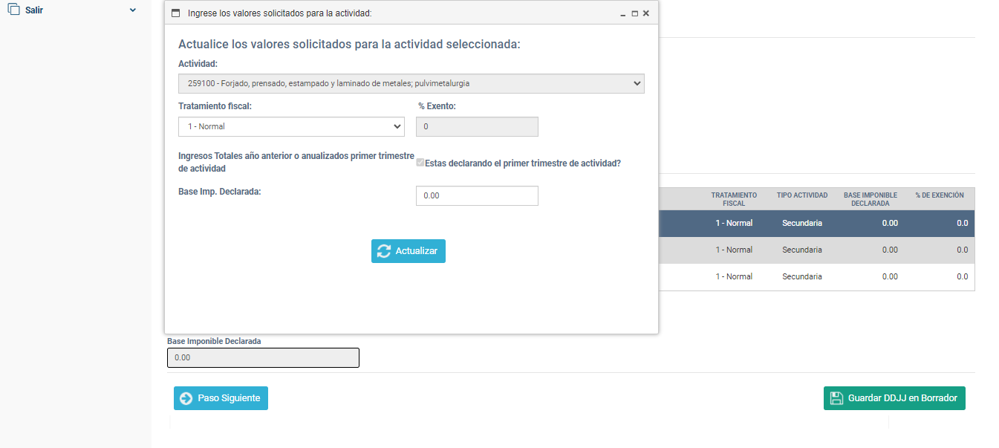 Salir
Ingrese los valores solicitados para la actividad:
Actualice los valores solicitados para la actividad seleccionada:
Actividad:
259100 - Forjado, prensado, estampado y laminado de metales; pulvimetalurgia
Tratamiento fiscal:
% Exento:
1 - Normal
0
Ingresos Totales año anterior o anualizados primer trimestre
de actividad
Estas declarando el primer trimestre de actividad?
Base Imp. Declarada:
0.00
Actualizar
TRATAMIENTO
FISCAL
TIPO ACTIVIDAD
BASE IMPONIBLE
DECLARADA
% DE EXENCIÓN
1 - Normal Secundaria 0.00 0.0
1 - Normal Secundaria 0.00 0.0
1 - Normal Secundaria 0.00 0.0
Base Imponible Declarada
0.00
Paso Siguiente
Guardar DDJJ en Borrador